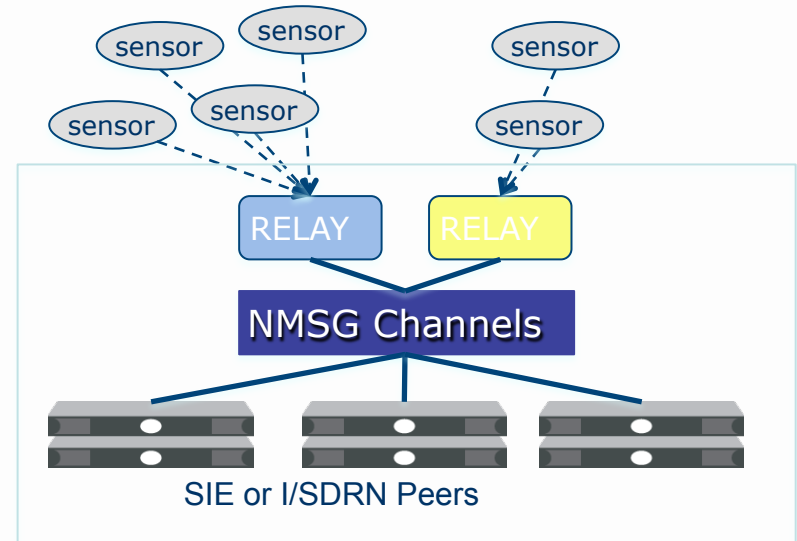 sensor
sensor
sensor
sensor
sensor
sensor
RELAY
RELAY
NMSG Channels
SIE or I/SDRN Peers